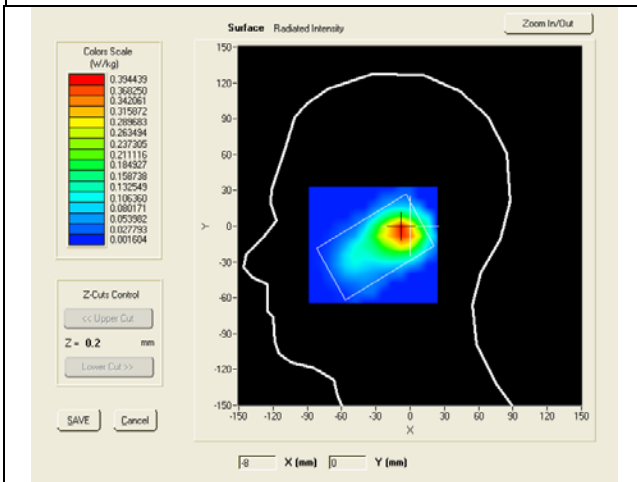 Surface Radiated Intensity
Zoom In/Out
Colors Scale
(W/kg)
0.394439
0.368250
0.342061
0.315872
0.289683
0.263494
0.237305
0.211116
0.184927
0.158738
0.132549
0.106360
0.080171
0.053982
0.027793
0.001604
Z-Cuts Control
<< Upper Cut
Z = 0.2 mm
Lower Cut >>
SAVE
Cancel
150
120
90
60
30
0
-30
-60
-90
-120
-150
Y
-150 -120 -90 -60 -30 0 30 60 90 120 150
X
-8 X (mm) 0 Y (mm)